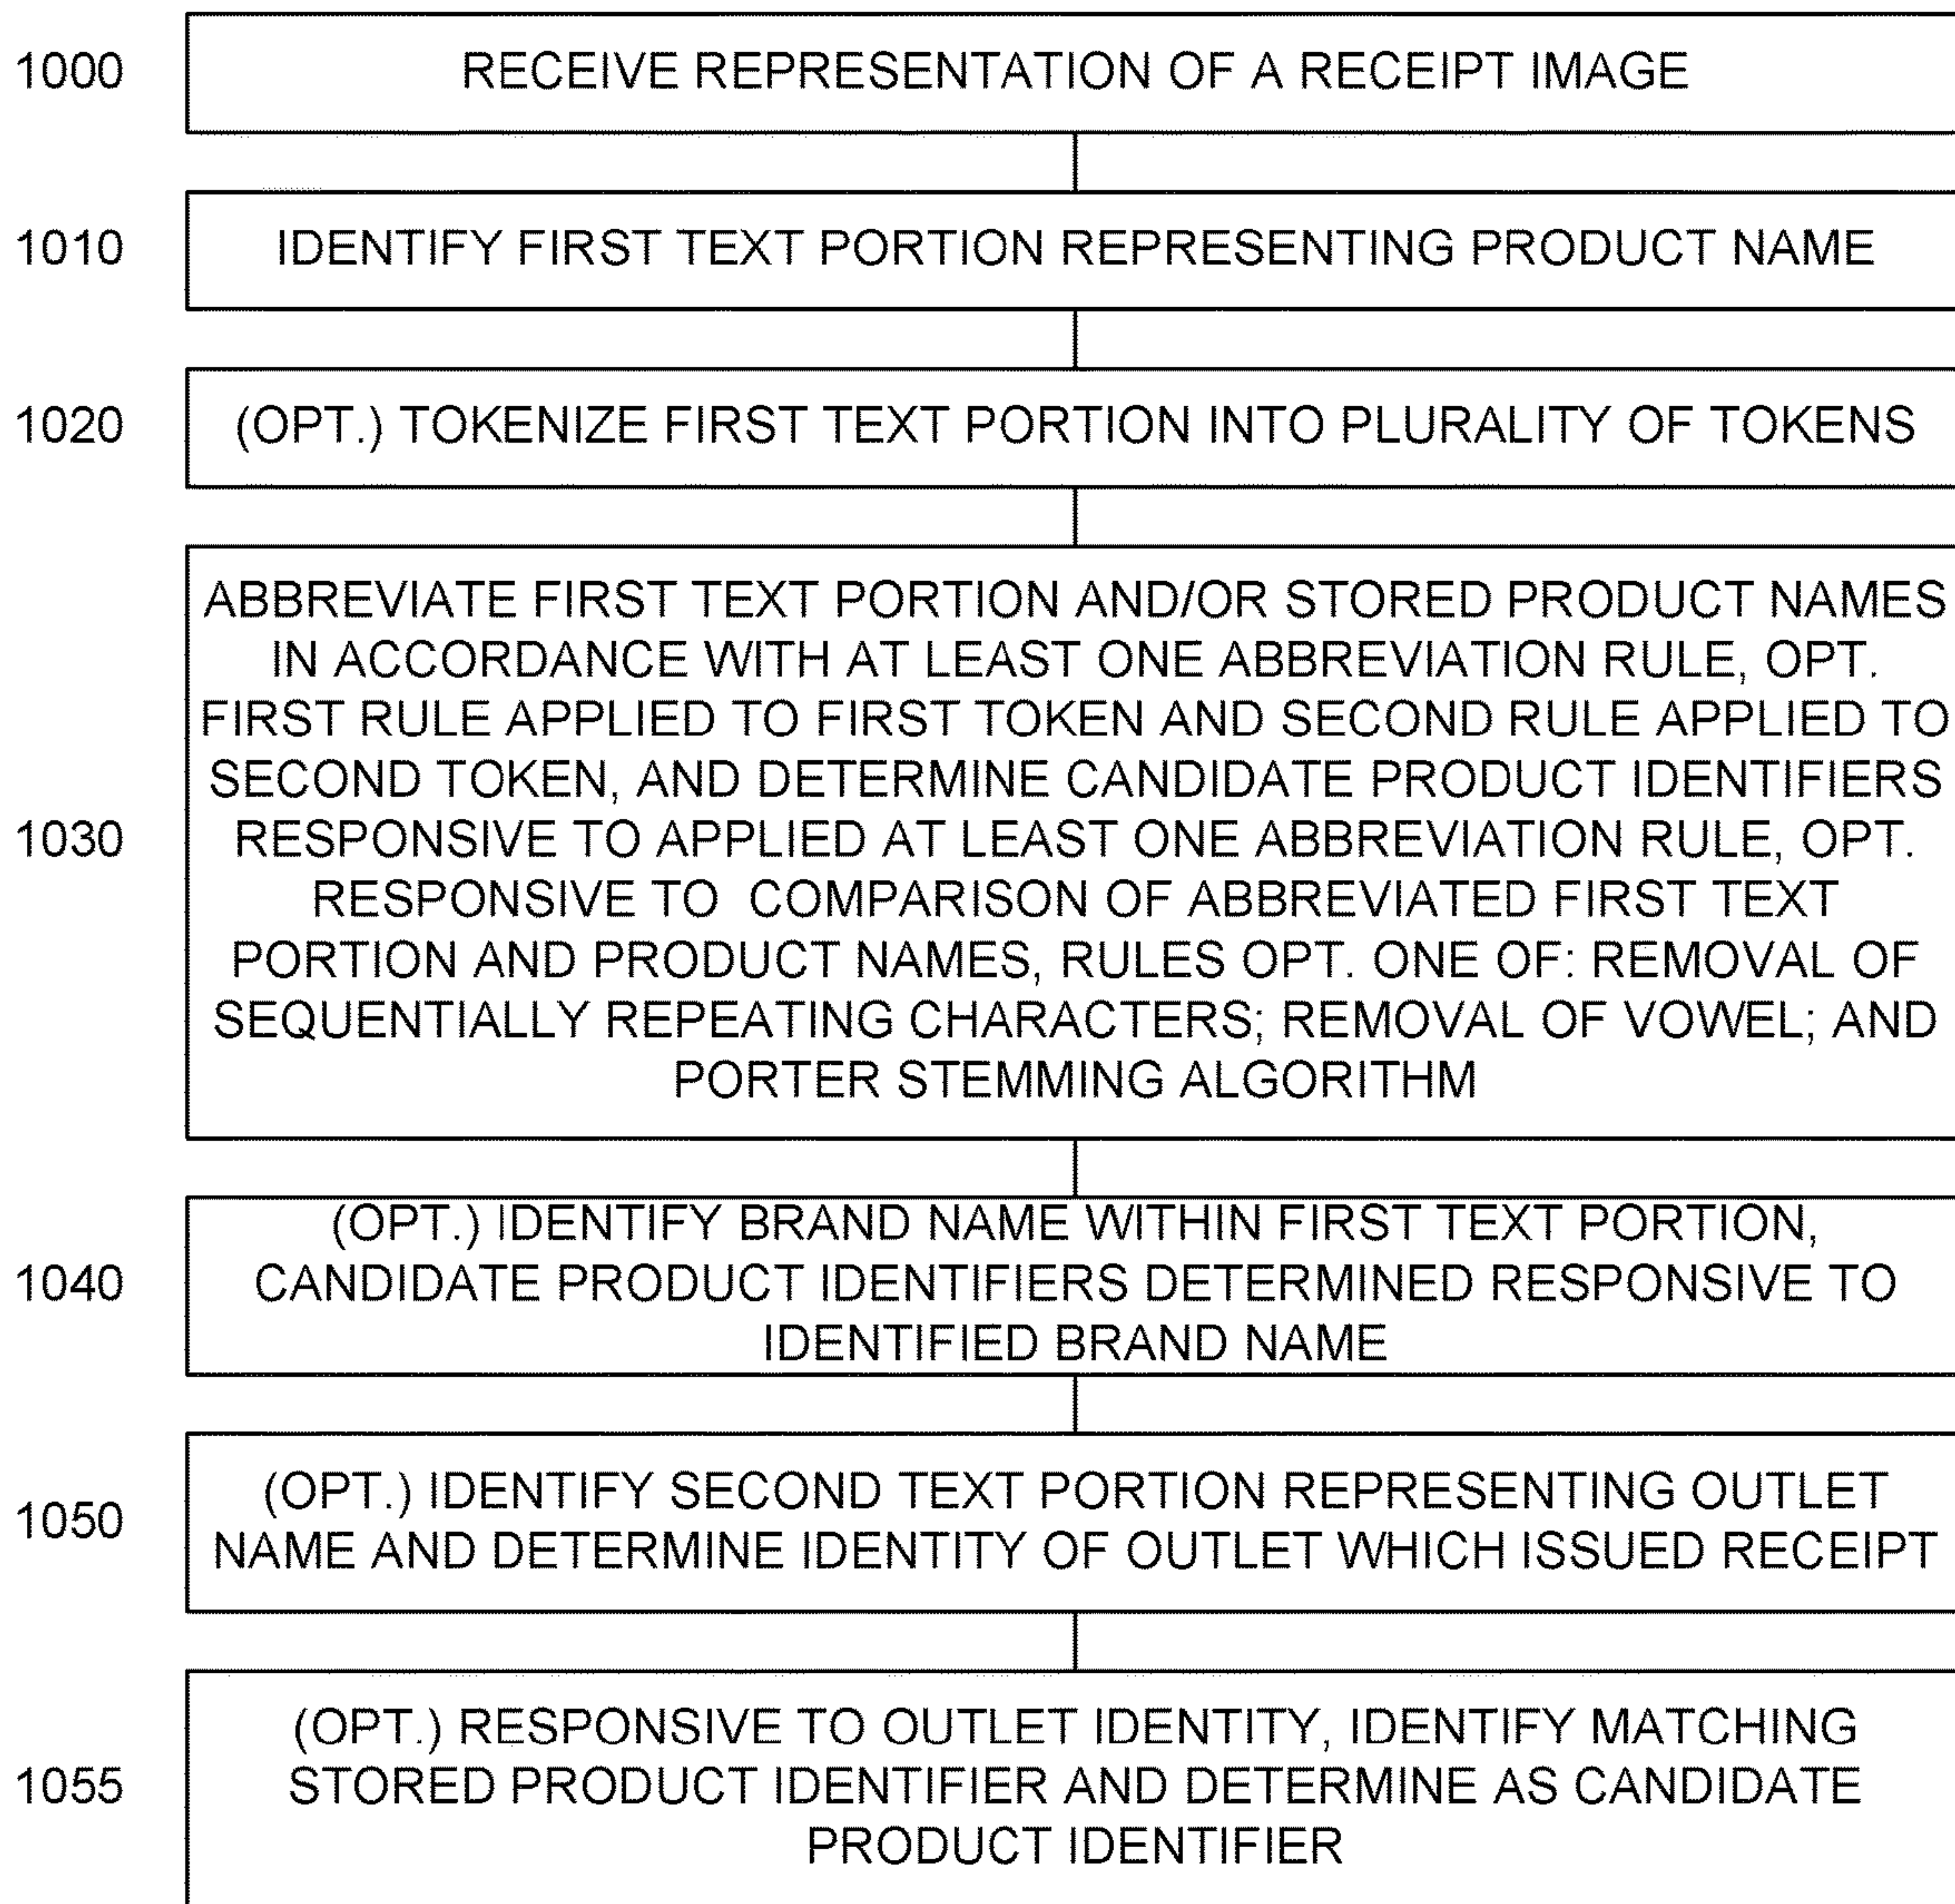 1000 RECEIVE REPRESENTATION OF A RECEIPT IMAGE
1010 IDENTIFY FIRST TEXT PORTION REPRESENTING PRODUCT NAME
1020 (OPT.) TOKENIZE FIRST TEXT PORTION INTO PLURALITY OF TOKENS
ABBREVIATE FIRST TEXT PORTION AND/OR STORED PRODUCT NAMES
IN ACCORDANCE WITH AT LEAST ONE ABBREVIATION RULE, OPT.
FIRST RULE APPLIED TO FIRST TOKEN AND SECOND RULE APPLIED TO
SECOND TOKEN, AND DETERMINE CANDIDATE PRODUCT IDENTIFIERS
1030 RESPONSIVE TO APPLIED AT LEAST ONE ABBREVIATION RULE, OPT.
RESPONSIVE TO COMPARISON OF ABBREVIATED FIRST TEXT
PORTION AND PRODUCT NAMES, RULES OPT. ONE OF: REMOVAL OF
SEQUENTIALLY REPEATING CHARACTERS; REMOVAL OF VOWEL; AND
PORTER STEMMING ALGORITHM
(OPT.) IDENTIFY BRAND NAME WITHIN FIRST TEXT PORTION,
1040 CANDIDATE PRODUCT IDENTIFIERS DETERMINED RESPONSIVE TO
IDENTIFIED BRAND NAME
1050 (OPT.) IDENTIFY SECOND TEXT PORTION REPRESENTING OUTLET
NAME AND DETERMINE IDENTITY OF OUTLET WHICH ISSUED RECEIPT
(OPT.) RESPONSIVE TO OUTLET IDENTITY, IDENTIFY MATCHING
1055 STORED PRODUCT IDENTIFIER AND DETERMINE AS CANDIDATE
PRODUCT IDENTIFIER